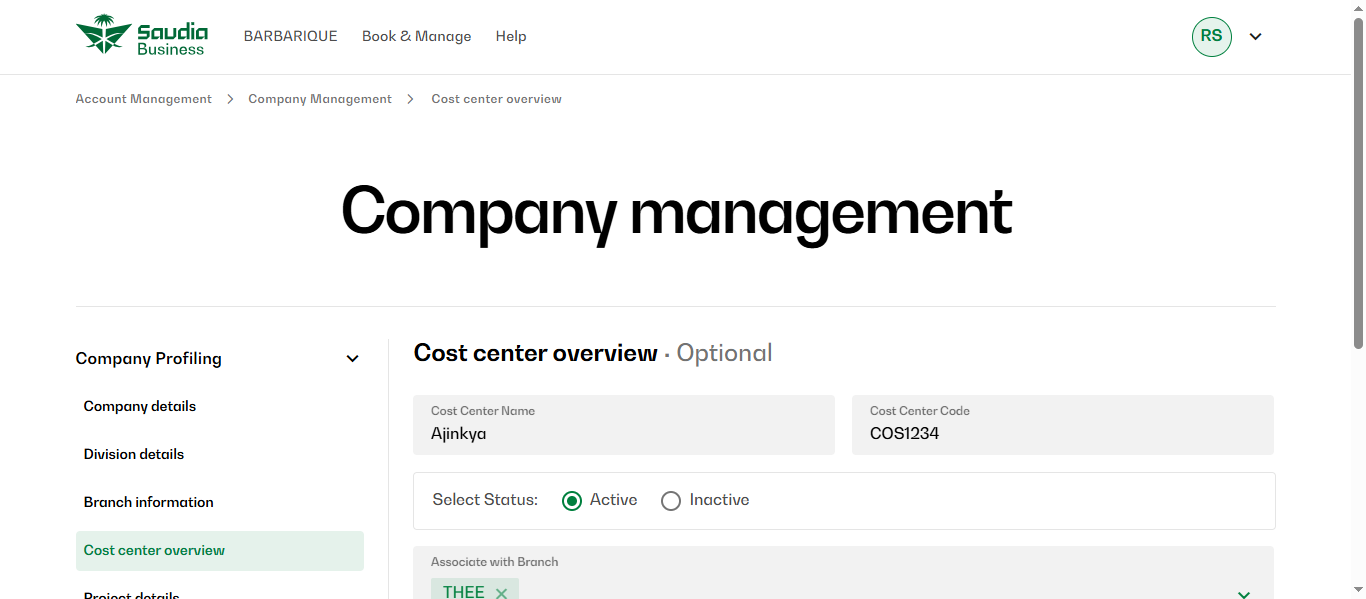 Saudia
Business
BARBARIQUE Book & Manage Help
RS
Account Management Company Management Cost center overview
Company management
Company Profiling
Company details
Division details
Branch information
Cost center overview
Project details
Cost center overview · Optional
Cost Center Name
Ajinkya
Cost Center Code
COS1234
Select Status: Active Inactive
Associate with Branch
THEE